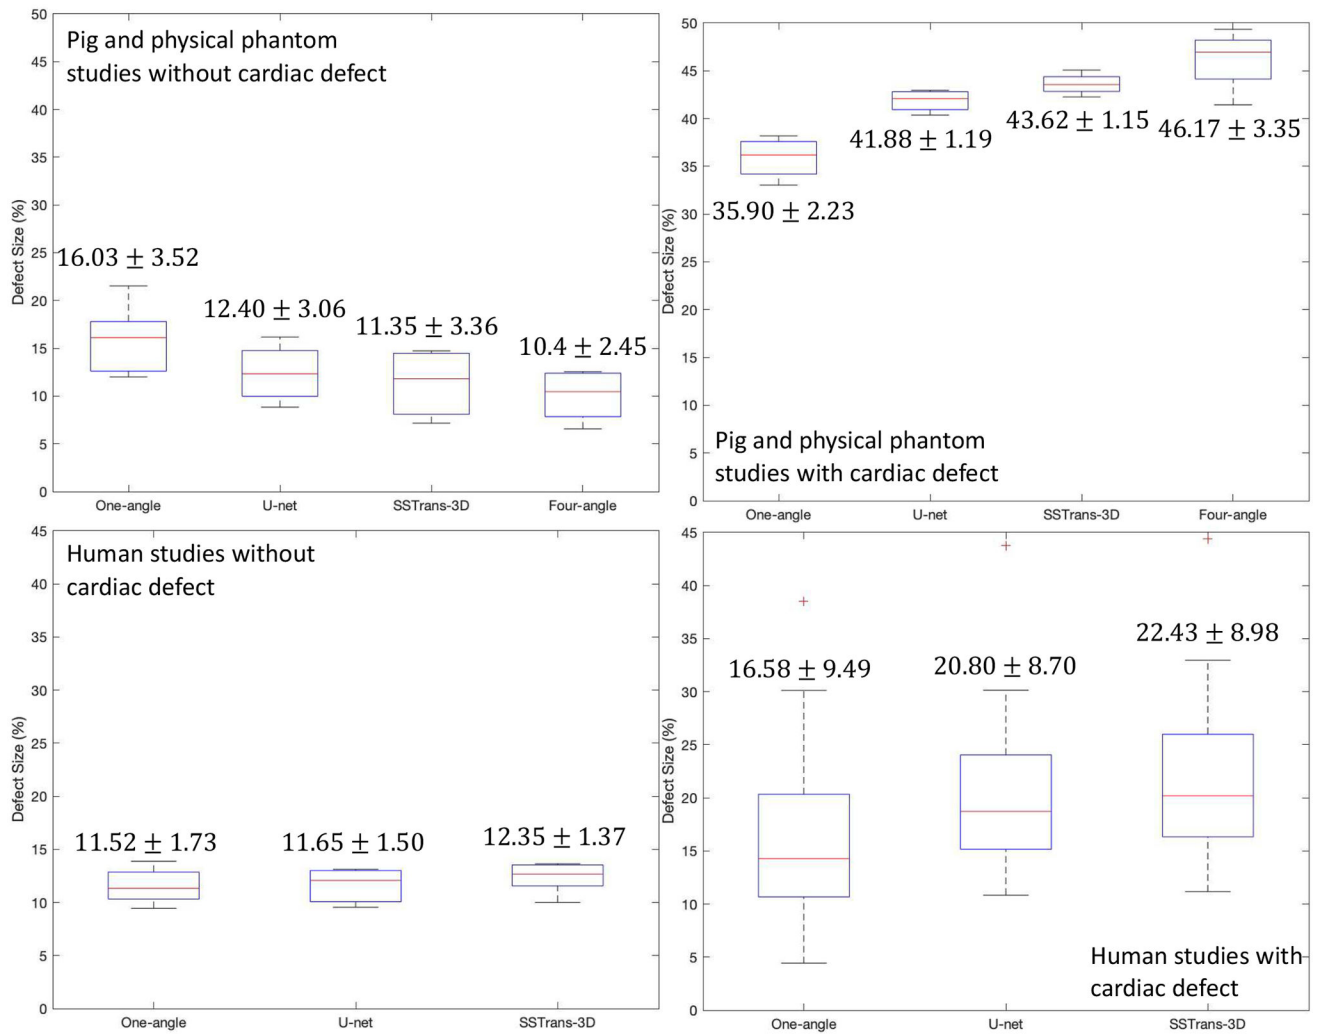 Pig and physical phantom
studies without cardiac defect
50
45
40
35
30
25
20
15
10
5
0
Defect Size (%)
16.03 ± 3.52
12.40 ± 3.06
11.35 ± 3.36
10.4 ± 2.45
One-angle
U-net
SSTrans-3D
Four-angle
50
45
40
35
30
25
20
15
10
5
0
Defect Size (%)
35.90 ± 2.23
41.88 ± 1.19
43.62 ± 1.15
46.17 ± 3.35
Pig and physical phantom
studies with cardiac defect
One-angle
U-net
SSTrans-3D
Four-angle
Human studies without
cardiac defect
45
40
35
30
25
20
15
10
5
0
Defect Size (%)
11.52 ± 1.73
11.65 ± 1.50
12.35 ± 1.37
One-angle
U-net
SSTrans-3D
45
40
35
30
25
20
15
10
5
0
Defect Size (%)
16.58 ± 9.49
20.80 ± 8.70
22.43 ± 8.98
Human studies with
cardiac defect
One-angle
U-net
SSTrans-3D